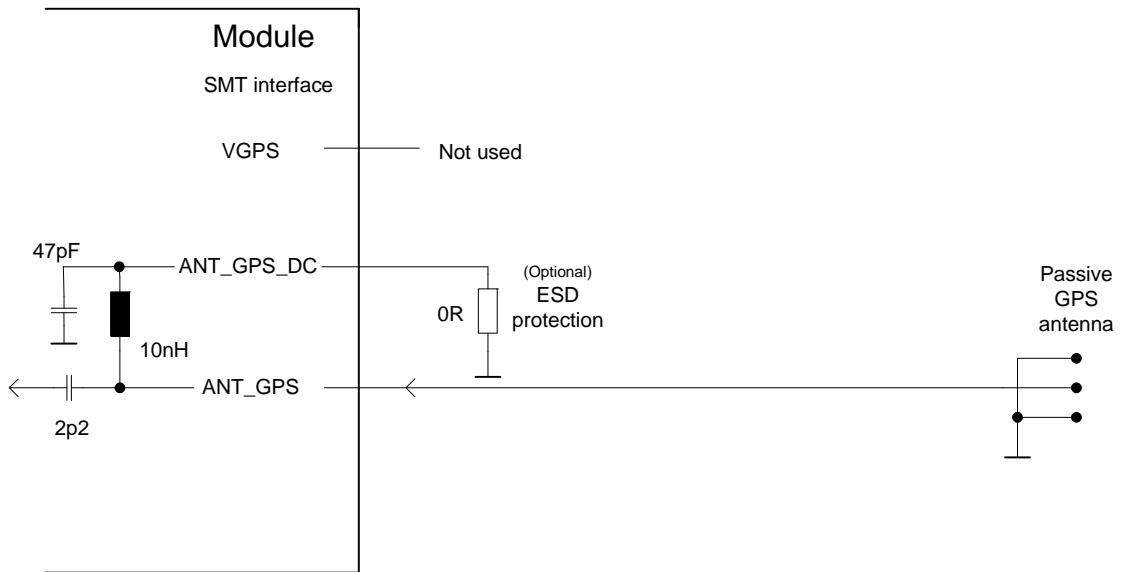 Module
SMT interface
VGPS
Not used
47pF
ANT_GPS_DC
(Optional)
ESD
protection
0R
Passive
GPS
antenna
10nH
ANT_GPS
2p2